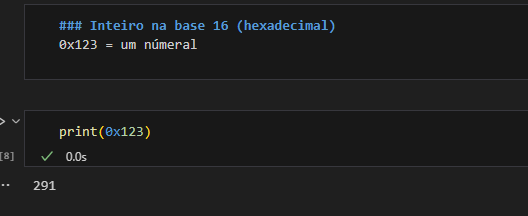 ### Inteiro na base 16 (hexadecimal)
0x123 = um númeral
print(0x123)
[8]
0.0s
291